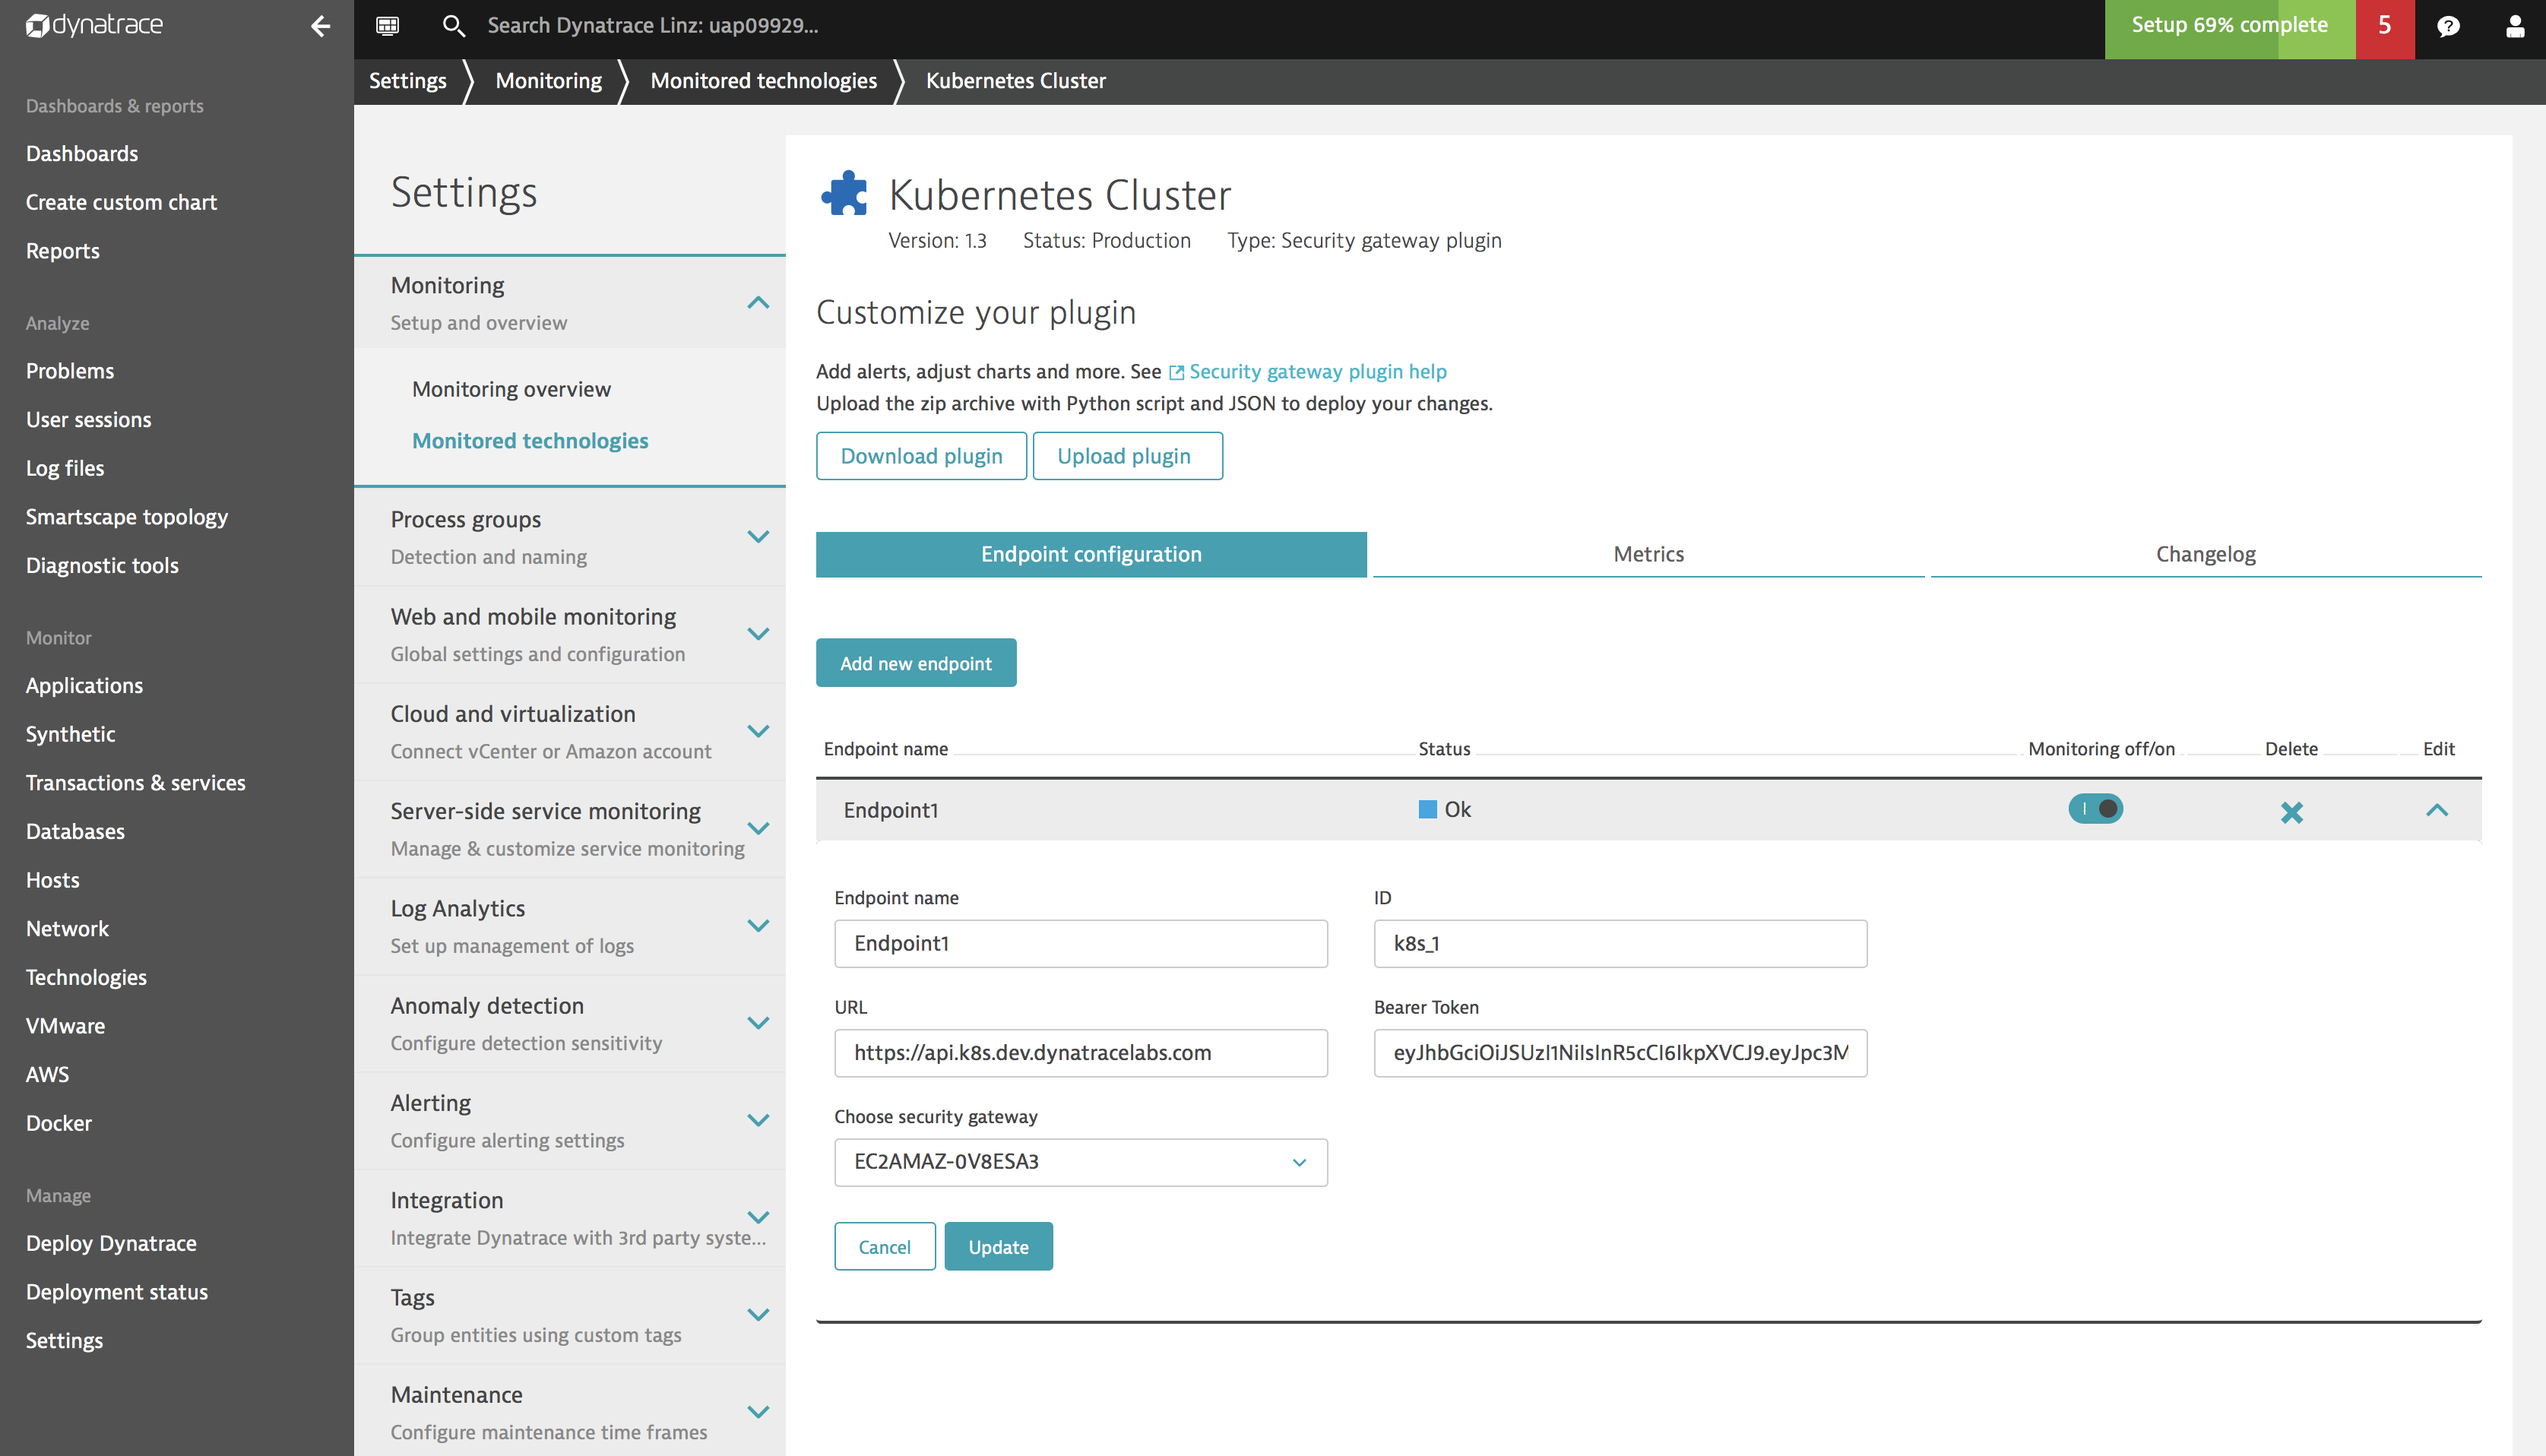 dynatrace
Search Dynatrace Linz: uap09929...
Setup 69% complete
5
Settings
Monitoring
Monitored technologies
Kubernetes Cluster
Dashboards & reports
Dashboards
Create custom chart
Reports
Analyze
Problems
User sessions
Log files
Smartscape topology
Diagnostic tools
Monitor
Applications
Synthetic
Transactions & services
Databases
Hosts
Network
Technologies
VMware
AWS
Docker
Manage
Deploy Dynatrace
Deployment status
Settings
Settings
Monitoring
Setup and overview
Monitoring overview
Monitored technologies
Process groups
Detection and naming
Web and mobile monitoring
Global settings and configuration
Cloud and virtualization
Connect vCenter or Amazon account
Server-side service monitoring
Manage & customize service monitoring
Log Analytics
Set up management of logs
Anomaly detection
Configure detection sensitivity
Alerting
Configure alerting settings
Integration
Integrate Dynatrace with 3rd party syste...
Tags
Group entities using custom tags
Maintenance
Configure maintenance time frames
Kubernetes Cluster
Version: 1.3 Status: Production Type: Security gateway plugin
Customize your plugin
Add alerts, adjust charts and more. See Security gateway plugin help
Upload the zip archive with Python script and JSON to deploy your changes.
Download plugin Upload plugin
Endpoint configuration Metrics Changelog
Add new endpoint
Endpoint name Status Monitoring off/on Delete Edit
Endpoint1 Ok
Endpoint name ID
Endpoint1 k8s_1
URL Bearer Token
https://api.k8s.dev.dynatracelabs.com eyJhbGciOiJSUzI1NiIsInR5cCI6IkpXVCJ9.eyJpc3M
Choose security gateway
EC2AMAZ-0V8ESA3
Cancel Update